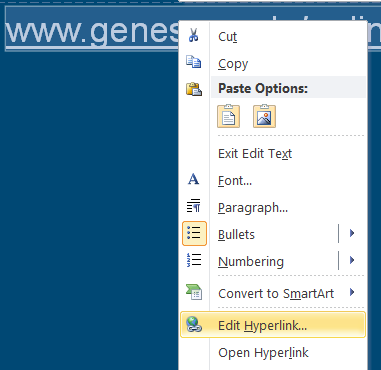 www.genes
Cut
Copy
Paste Options:
Exit Edit Text
A Font...
Paragraph...
Bullets
Numbering
Convert to SmartArt
Edit Hyperlink...
Open Hyperlink